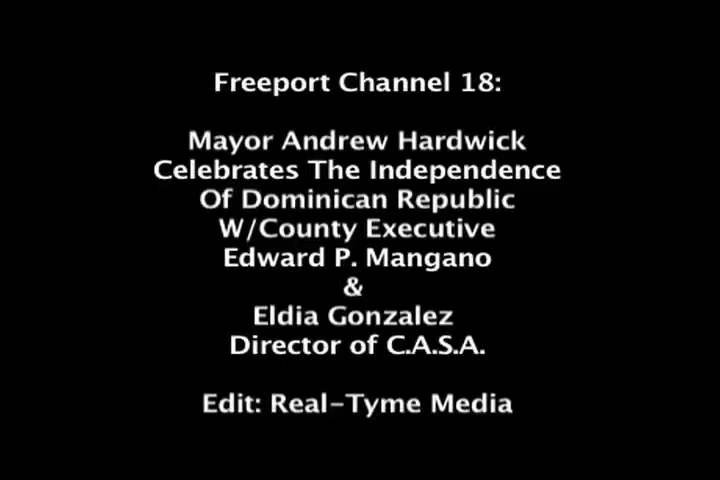 Freeport Channel 18:
Mayor Andrew Hardwick
Celebrates The Independence
Of Dominican Republic
W/County Executive
Edward P. Mangano
&
Eldia Gonzalez
Director of C.A.S.A.
Edit: Real-Tyme Media